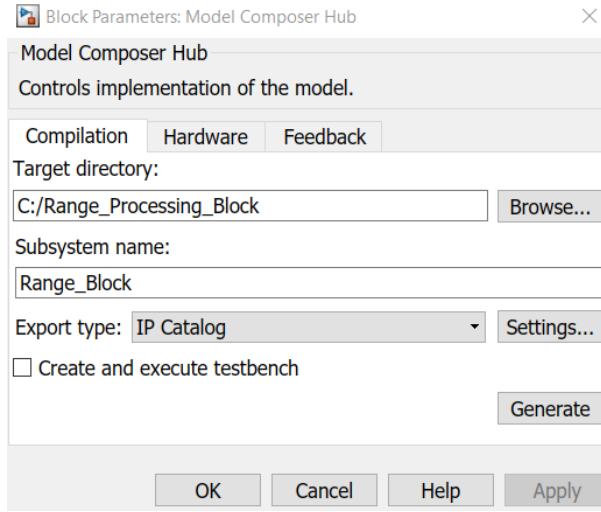 Block Parameters: Model Composer Hub
Model Composer Hub
Controls implementation of the model.
Compilation Hardware Feedback
Target directory:
C:/Range_Processing_Block Browse...
Subsystem name:
Range_Block
Export type: IP Catalog Settings...
Create and execute testbench
Generate
OK Cancel Help Apply